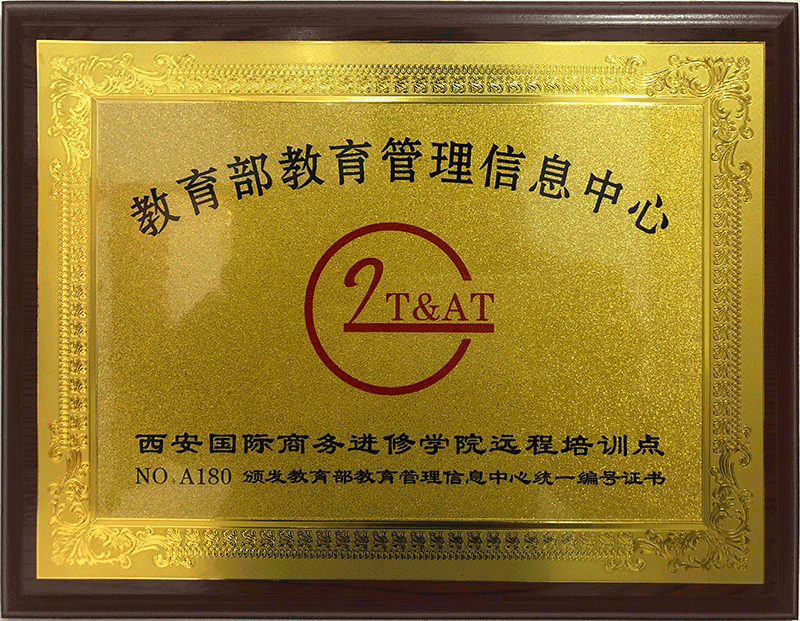 教育部教育管理信息中心
2T&AT
西安国际商务进修学院远程培训点
NO.A180 颁发教育部教育管理信息中心统一编号证书